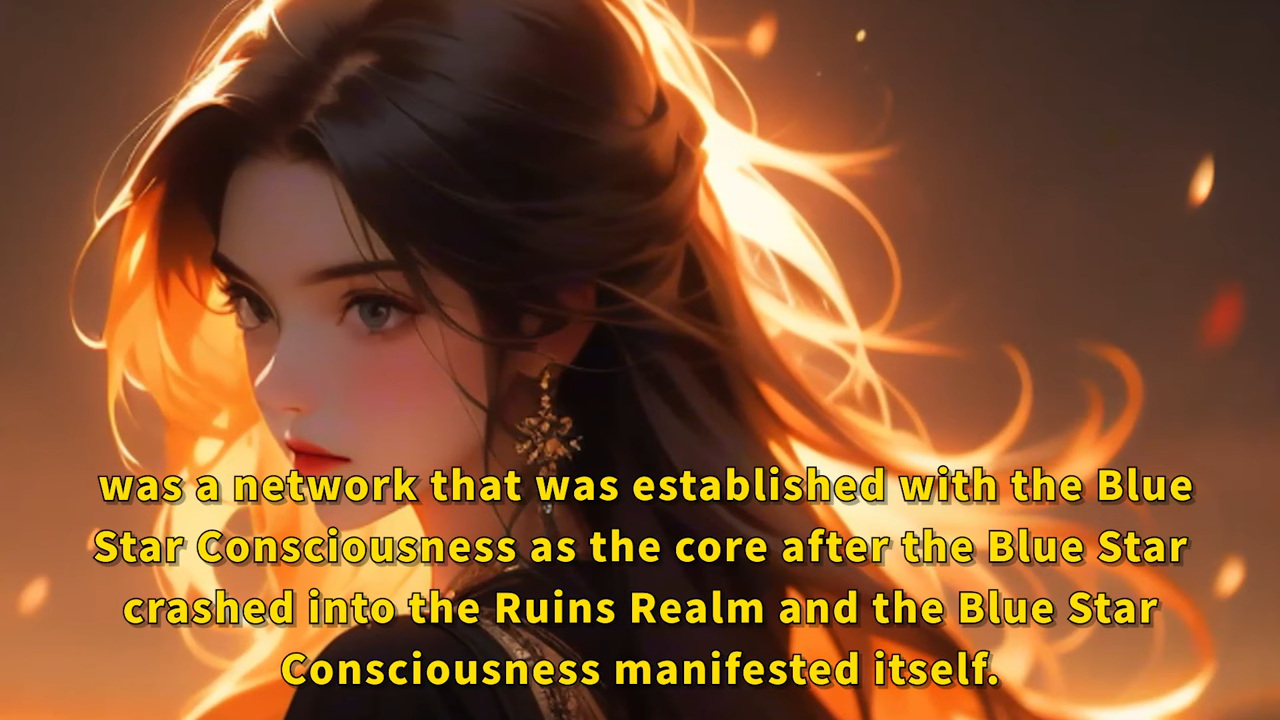 was a network that was established with the Blue
Star Consciousness as the core after the Blue Star
crashed into the Ruins Realm and the Blue Star
Consciousness manifested itself.